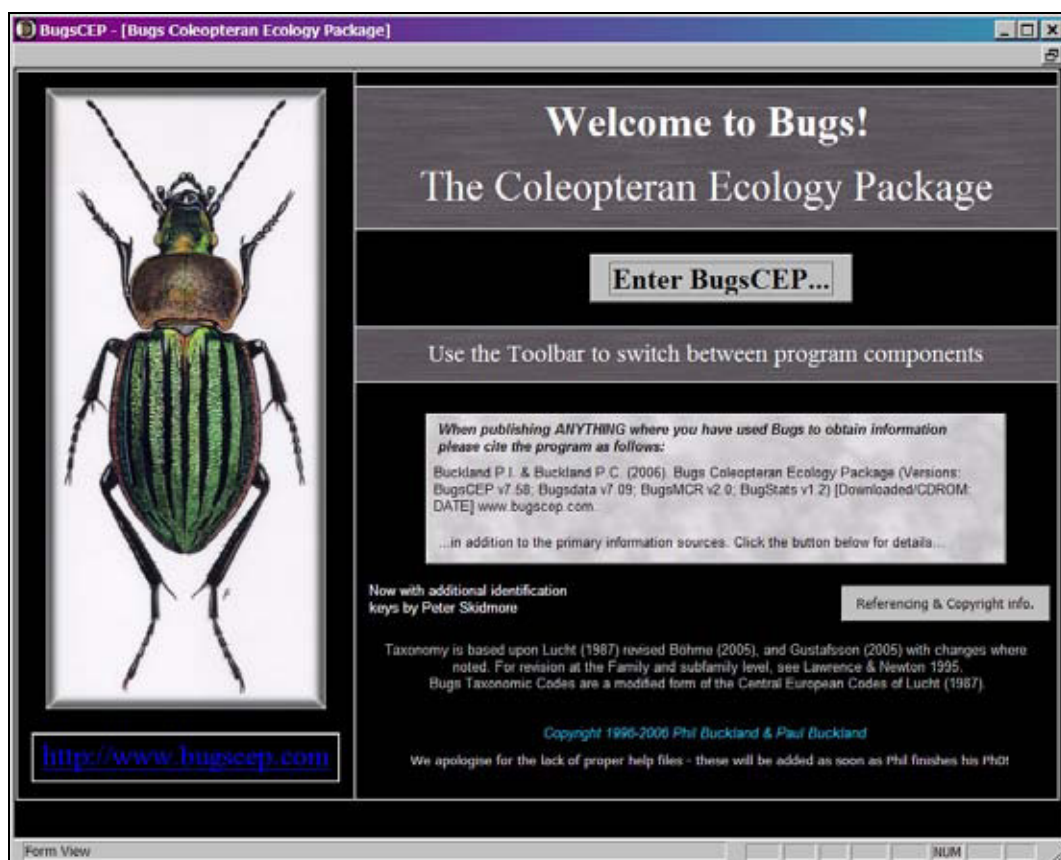 BugsCEP - [Bugs Coleopteran Ecology Package]
Welcome to Bugs!
The Coleopteran Ecology Package
Enter BugsCEP...
Use the Toolbar to switch between program components
When publishing ANYTHING where you have used Bugs to obtain information
please cite the program as follows:
Buckland P.I. & Buckland P.C. (2006). Bugs Coleopteran Ecology Package (Versions:
BugsCEP v7.58; Bugsdata v7.09; BugsMCR v2.0; BugStats v1.2) [Downloaded/CDROM:
DATE] www.bugscep.com.
...in addition to the primary information sources. Click the button below for details...
Now with additional identification
keys by Peter Skidmore
Referencing & Copyright info.
Taxonomy is based upon Lucht (1987) revised Böhme (2005), and Gustafsson (2005) with changes where
noted. For revision at the Family and subfamily level, see Lawrence & Newton 1995.
Bugs Taxonomic Codes are a modified form of the Central European Codes of Lucht (1987).
Copyright 1996-2006 Phil Buckland & Paul Buckland
We apologise for the lack of proper help files - these will be added as soon as Phil finishes his PhD!
http://www.bugscep.com
Form View
NUM